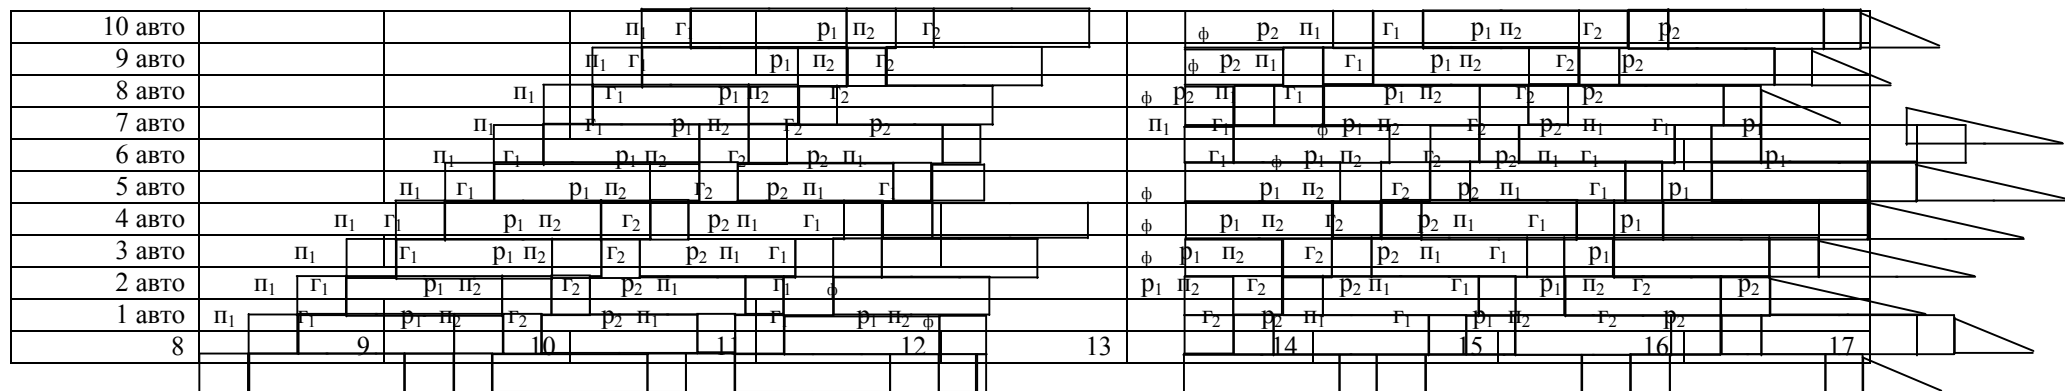 10 авто п₁ г₁ р₁ п₂ г₂ ф р₂ п₁ г₁ р₁ п₂ г₂ р₂
9 авто п₁ г₁ р₁ п₂ г₂ ф р₂ п₁ г₁ р₁ п₂ г₂ р₂
8 авто п₁ г₁ р₁ п₂ г₂ ф р₂ п₁ г₁ р₁ п₂ г₂ р₂
7 авто п₁ г₁ р₁ п₂ г₂ р₂ п₁ г₁ ф р₁ п₂ г₂ р₂ п₁ г₁ р₁
6 авто п₁ г₁ р₁ п₂ г₂ р₂ п₁ г₁ ф р₁ п₂ г₂ р₂ п₁ г₁ р₁
5 авто п₁ г₁ р₁ п₂ г₂ р₂ п₁ г₁ ф р₁ п₂ г₂ р₂ п₁ г₁ р₁
4 авто п₁ г₁ р₁ п₂ г₂ р₂ п₁ г₁ ф р₁ п₂ г₂ р₂ п₁ г₁ р₁
3 авто п₁ г₁ р₁ п₂ г₂ р₂ п₁ г₁ ф р₁ п₂ г₂ р₂ п₁ г₁ р₁
2 авто п₁ г₁ р₁ п₂ г₂ р₂ п₁ г₁ ф р₁ п₂ г₂ р₂ п₁ г₁ р₁ п₂ г₂ р₂
1 авто п₁ г₁ р₁ п₂ г₂ р₂ п₁ г₁ р₁ п₂ ф г₂ р₂ п₁ г₁ р₁ п₂ г₂ р₂
8 9 10 11 12 13 14 15 16 17